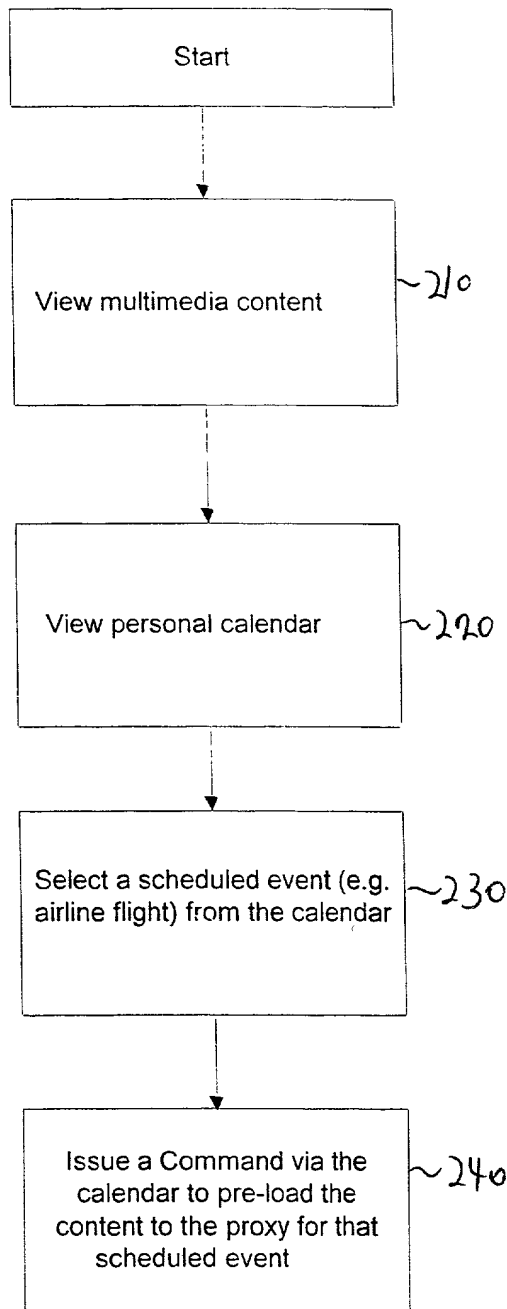 Start
View multimedia content
~210
View personal calendar
~220
Select a scheduled event (e.g.
airline flight) from the calendar
~230
Issue a Command via the
calendar to pre-load the
content to the proxy for that
scheduled event
~240